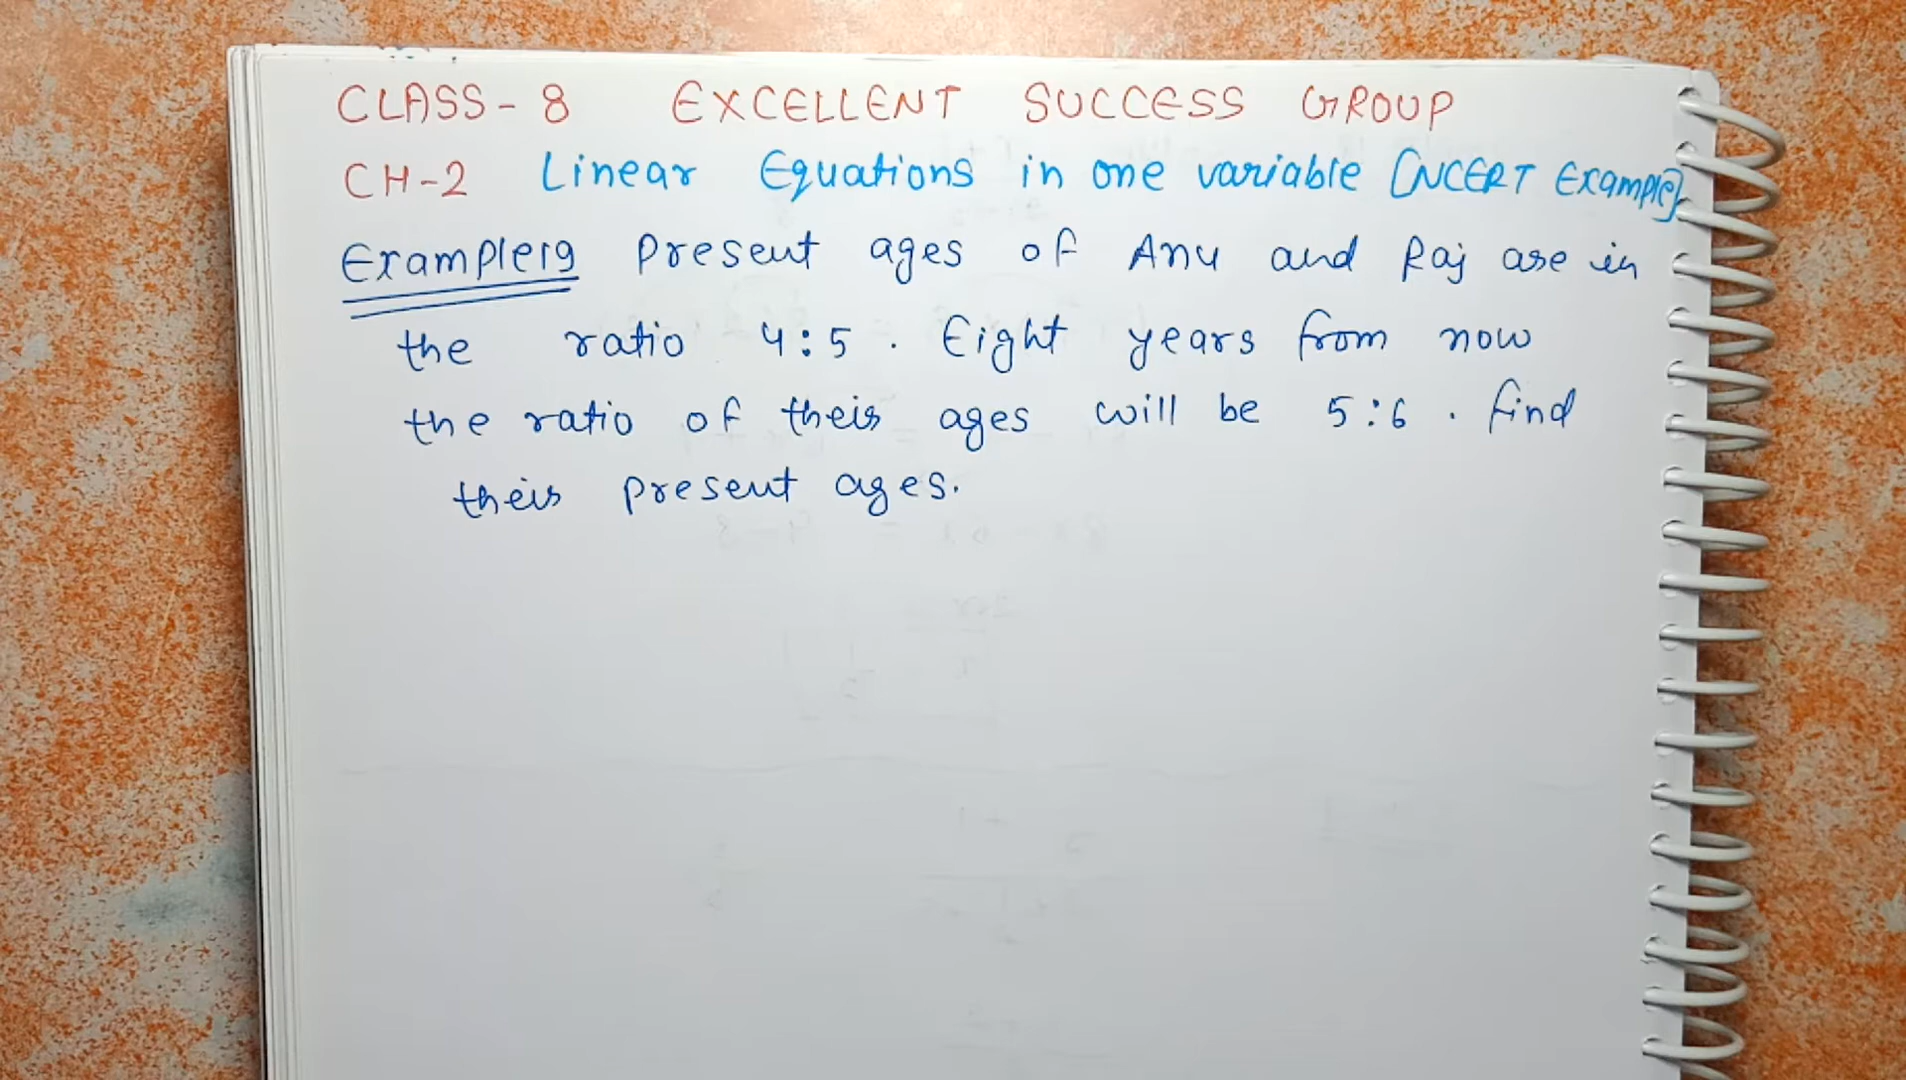 CLASS-8 EXCELLENT SUCCESS GROUP
CH-2 Linear Equations in one variable [NCERT Example]
Example19 Present ages of Anu and Raj are in
the ratio 4:5. Eight years from now
the ratio of their ages will be 5:6. find
their present ages.